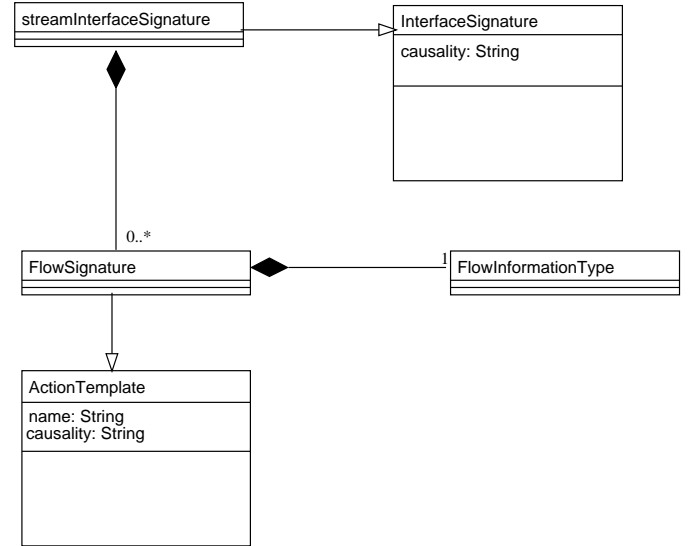 streamInterfaceSignature
InterfaceSignature
causality: String
0..*
FlowSignature
1
FlowInformationType
ActionTemplate
name: String
causality: String